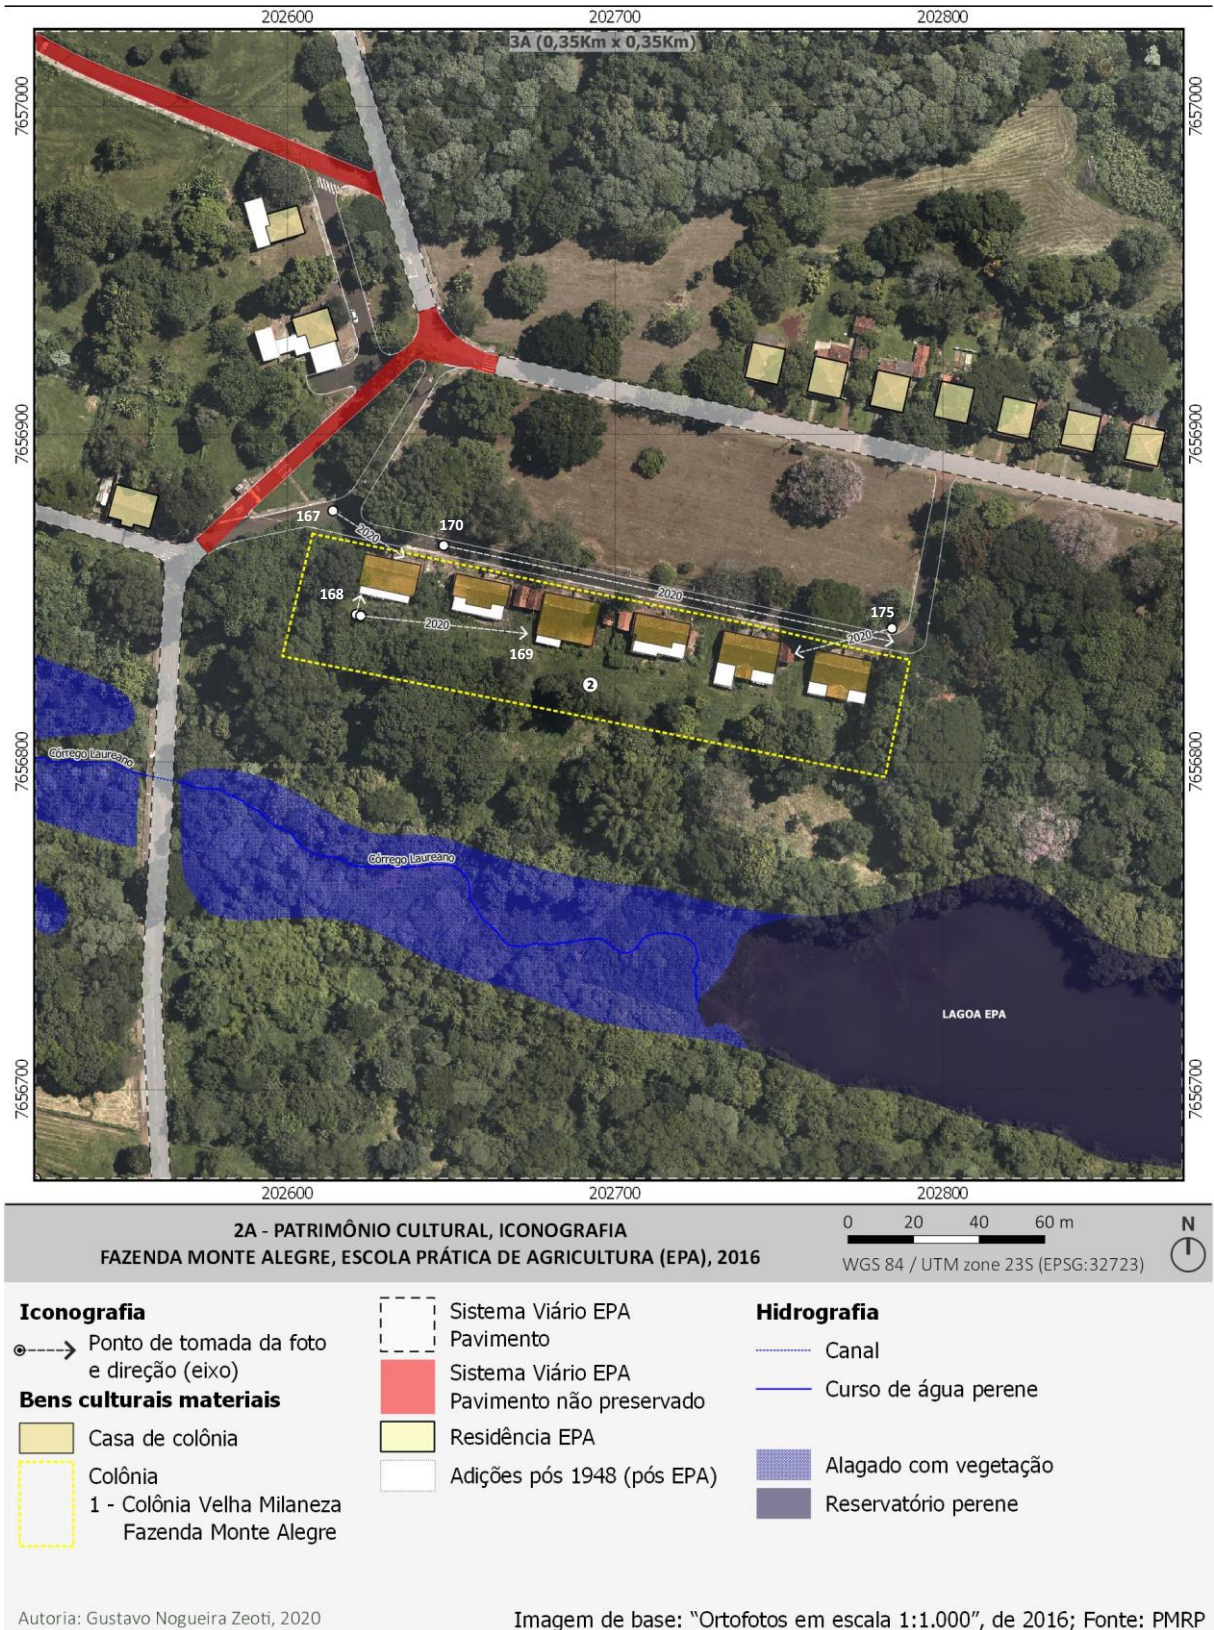 202600 202700 202800
3A (0,35Km x 0,35Km)
7657000 7657000
7656900 7656900
167
2020
170
2020
168
2020
169
175
2020
2
7656800 7656800
Córrego Laureano
Córrego Laureano
LAGOA EPA
7656700 7656700
202600 202700 202800
2A - PATRIMÔNIO CULTURAL, ICONOGRAFIA
FAZENDA MONTE ALEGRE, ESCOLA PRÁTICA DE AGRICULTURA (EPA), 2016
0 20 40 60 m
WGS 84 / UTM zone 23S (EPSG:32723)
N
Iconografia
Ponto de tomada da foto
e direção (eixo)
Bens culturais materiais
Casa de colônia
Colônia
1 - Colônia Velha Milaneza
Fazenda Monte Alegre
Sistema Viário EPA
Pavimento
Sistema Viário EPA
Pavimento não preservado
Residência EPA
Adições pós 1948 (pós EPA)
Hidrografia
Canal
Curso de água perene
Alagado com vegetação
Reservatório perene
Autoria: Gustavo Nogueira Zeoti, 2020
Imagem de base: “Ortofotos em escala 1:1.000”, de 2016; Fonte: PMRP